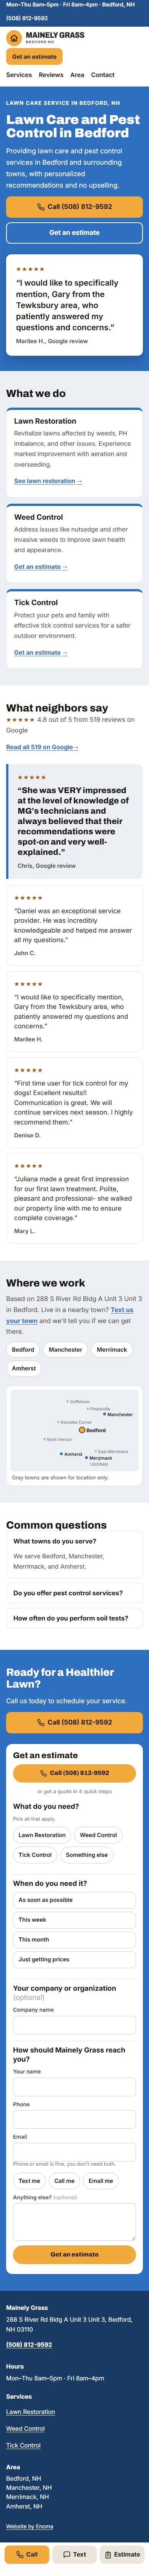 Mon–Thu 8am–5pm · Fri 8am–4pm · Bedford, NH
(508) 812-9592
MAINELY GRASS
BEDFORD NH
Get an estimate
Services Reviews Area Contact
LAWN CARE SERVICE IN BEDFORD, NH
Lawn Care and Pest
Control in Bedford
Providing lawn care and pest control
services in Bedford and surrounding
towns, with personalized
recommendations and no upselling.
Call (508) 812-9592
Get an estimate
★★★★★
“I would like to specifically
mention, Gary from the
Tewksbury area, who
patiently answered my
questions and concerns.”
Marilee H., Google review
What we do
Lawn Restoration
Revitalize lawns affected by weeds, PH
imbalance, and other issues. Experience
marked improvement with aeration and
overseeding.
See lawn restoration →
Weed Control
Address issues like nutsedge and other
invasive weeds to improve lawn health
and appearance.
Get an estimate →
Tick Control
Protect your pets and family with
effective tick control services for a safer
outdoor environment.
Get an estimate →
What neighbors say
★★★★★ 4.8 out of 5 from 519 reviews on
Google
Read all 519 on Google→
★★★★★
“She was VERY impressed
at the level of knowledge of
MG's technicians and
always believed that their
recommendations were
spot-on and very well-
explained.”
Chris, Google review
★★★★★
“Daniel was an exceptional service
provider. He was incredibly
knowledgeable and helped me answer
all my questions.”
John C.
★★★★★
“I would like to specifically mention,
Gary from the Tewksbury area, who
patiently answered my questions and
concerns.”
Marilee H.
★★★★★
“First time user for tick control for my
dogs! Excellent results!!
Communication is great. We will
continue services next season. I highly
recommend them.”
Denise D.
★★★★★
“Juliana made a great first impression
for our first lawn treatment. Polite,
pleasant and professional- she walked
our property line with me to ensure
complete coverage.”
Mary L.
Where we work
Based on 288 S River Rd Bldg A Unit 3 Unit 3
in Bedford. Live in a nearby town? Text us
your town and we'll tell you if we can get
there.
Bedford Manchester Merrimack
Amherst
Goffstown
Pinardville
Manchester
Klondike Corner
Bedford
Mont Vernon
East Merrimack
Amherst
Merrimack
Litchfield
Gray towns are shown for location only.
Common questions
What towns do you serve?
We serve Bedford, Manchester,
Merrimack, and Amherst.
Do you offer pest control services?
How often do you perform soil tests?
Ready for a Healthier
Lawn?
Call us today to schedule your service.
Call (508) 812-9592
Get an estimate
Call (508) 812-9592
or get a quote in 4 quick steps
What do you need?
Pick all that apply.
Lawn Restoration Weed Control
Tick Control Something else
When do you need it?
As soon as possible
This week
This month
Just getting prices
Your company or organization
(optional)
Company name
How should Mainely Grass reach
you?
Your name
Phone
Email
Phone or email is fine, you don't need both.
Text me Call me Email me
Anything else? (optional)
Get an estimate
Mainely Grass
288 S River Rd Bldg A Unit 3 Unit 3, Bedford,
NH 03110
(508) 812-9592
Hours
Mon–Thu 8am–5pm · Fri 8am–4pm
Services
Lawn Restoration
Weed Control
Tick Control
Area
Bedford, NH
Manchester, NH
Merrimack, NH
Amherst, NH
Website by Enoma
Call Text Estimate